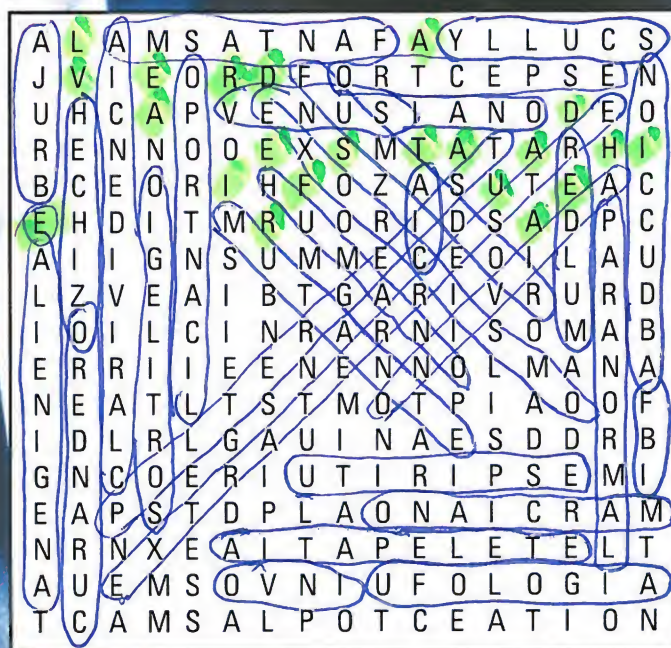 A L A M S A T N A F A Y L L U C S
J V I E O R D F O R T C E P S E N
U H C A P V E N U S I A N O D E O
R E N N O O E X S M T A T A R H I
B C E O R I H F O Z A S U T E A C
E H D I T M R U O R I D S A D P C
A I I G N S U M M E C E O I L A U
L Z V E A I B T G A R I V R U R D
I O I L C I N R A R N I S O M A B
E R R I I E E N E N N O L M A N A
N E A T L T S T M O T P I A O O F
I D L R L G A U I N A E S D D R B
G N C O E R I U T I R I P S E M I
E A P S T D P L A O N A I C R A M
N R N X E A I T A P E L E T E L T
A U E M S O V N I U F O L O G I A
T C A M S A L P O T C E A T I O N